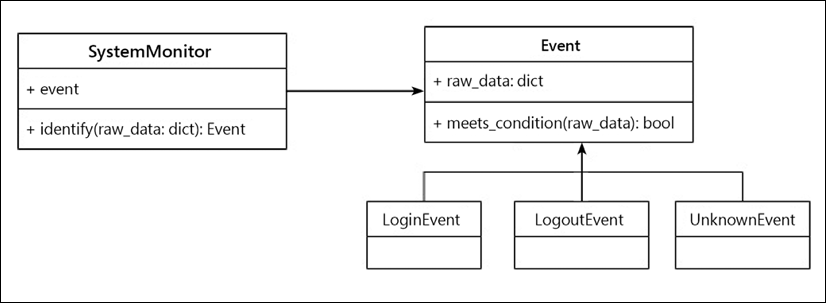 SystemMonitor
+ event
+ identify(raw_data: dict): Event
Event
+ raw_data: dict
+ meets_condition(raw_data): bool
LoginEvent
LogoutEvent
UnknownEvent